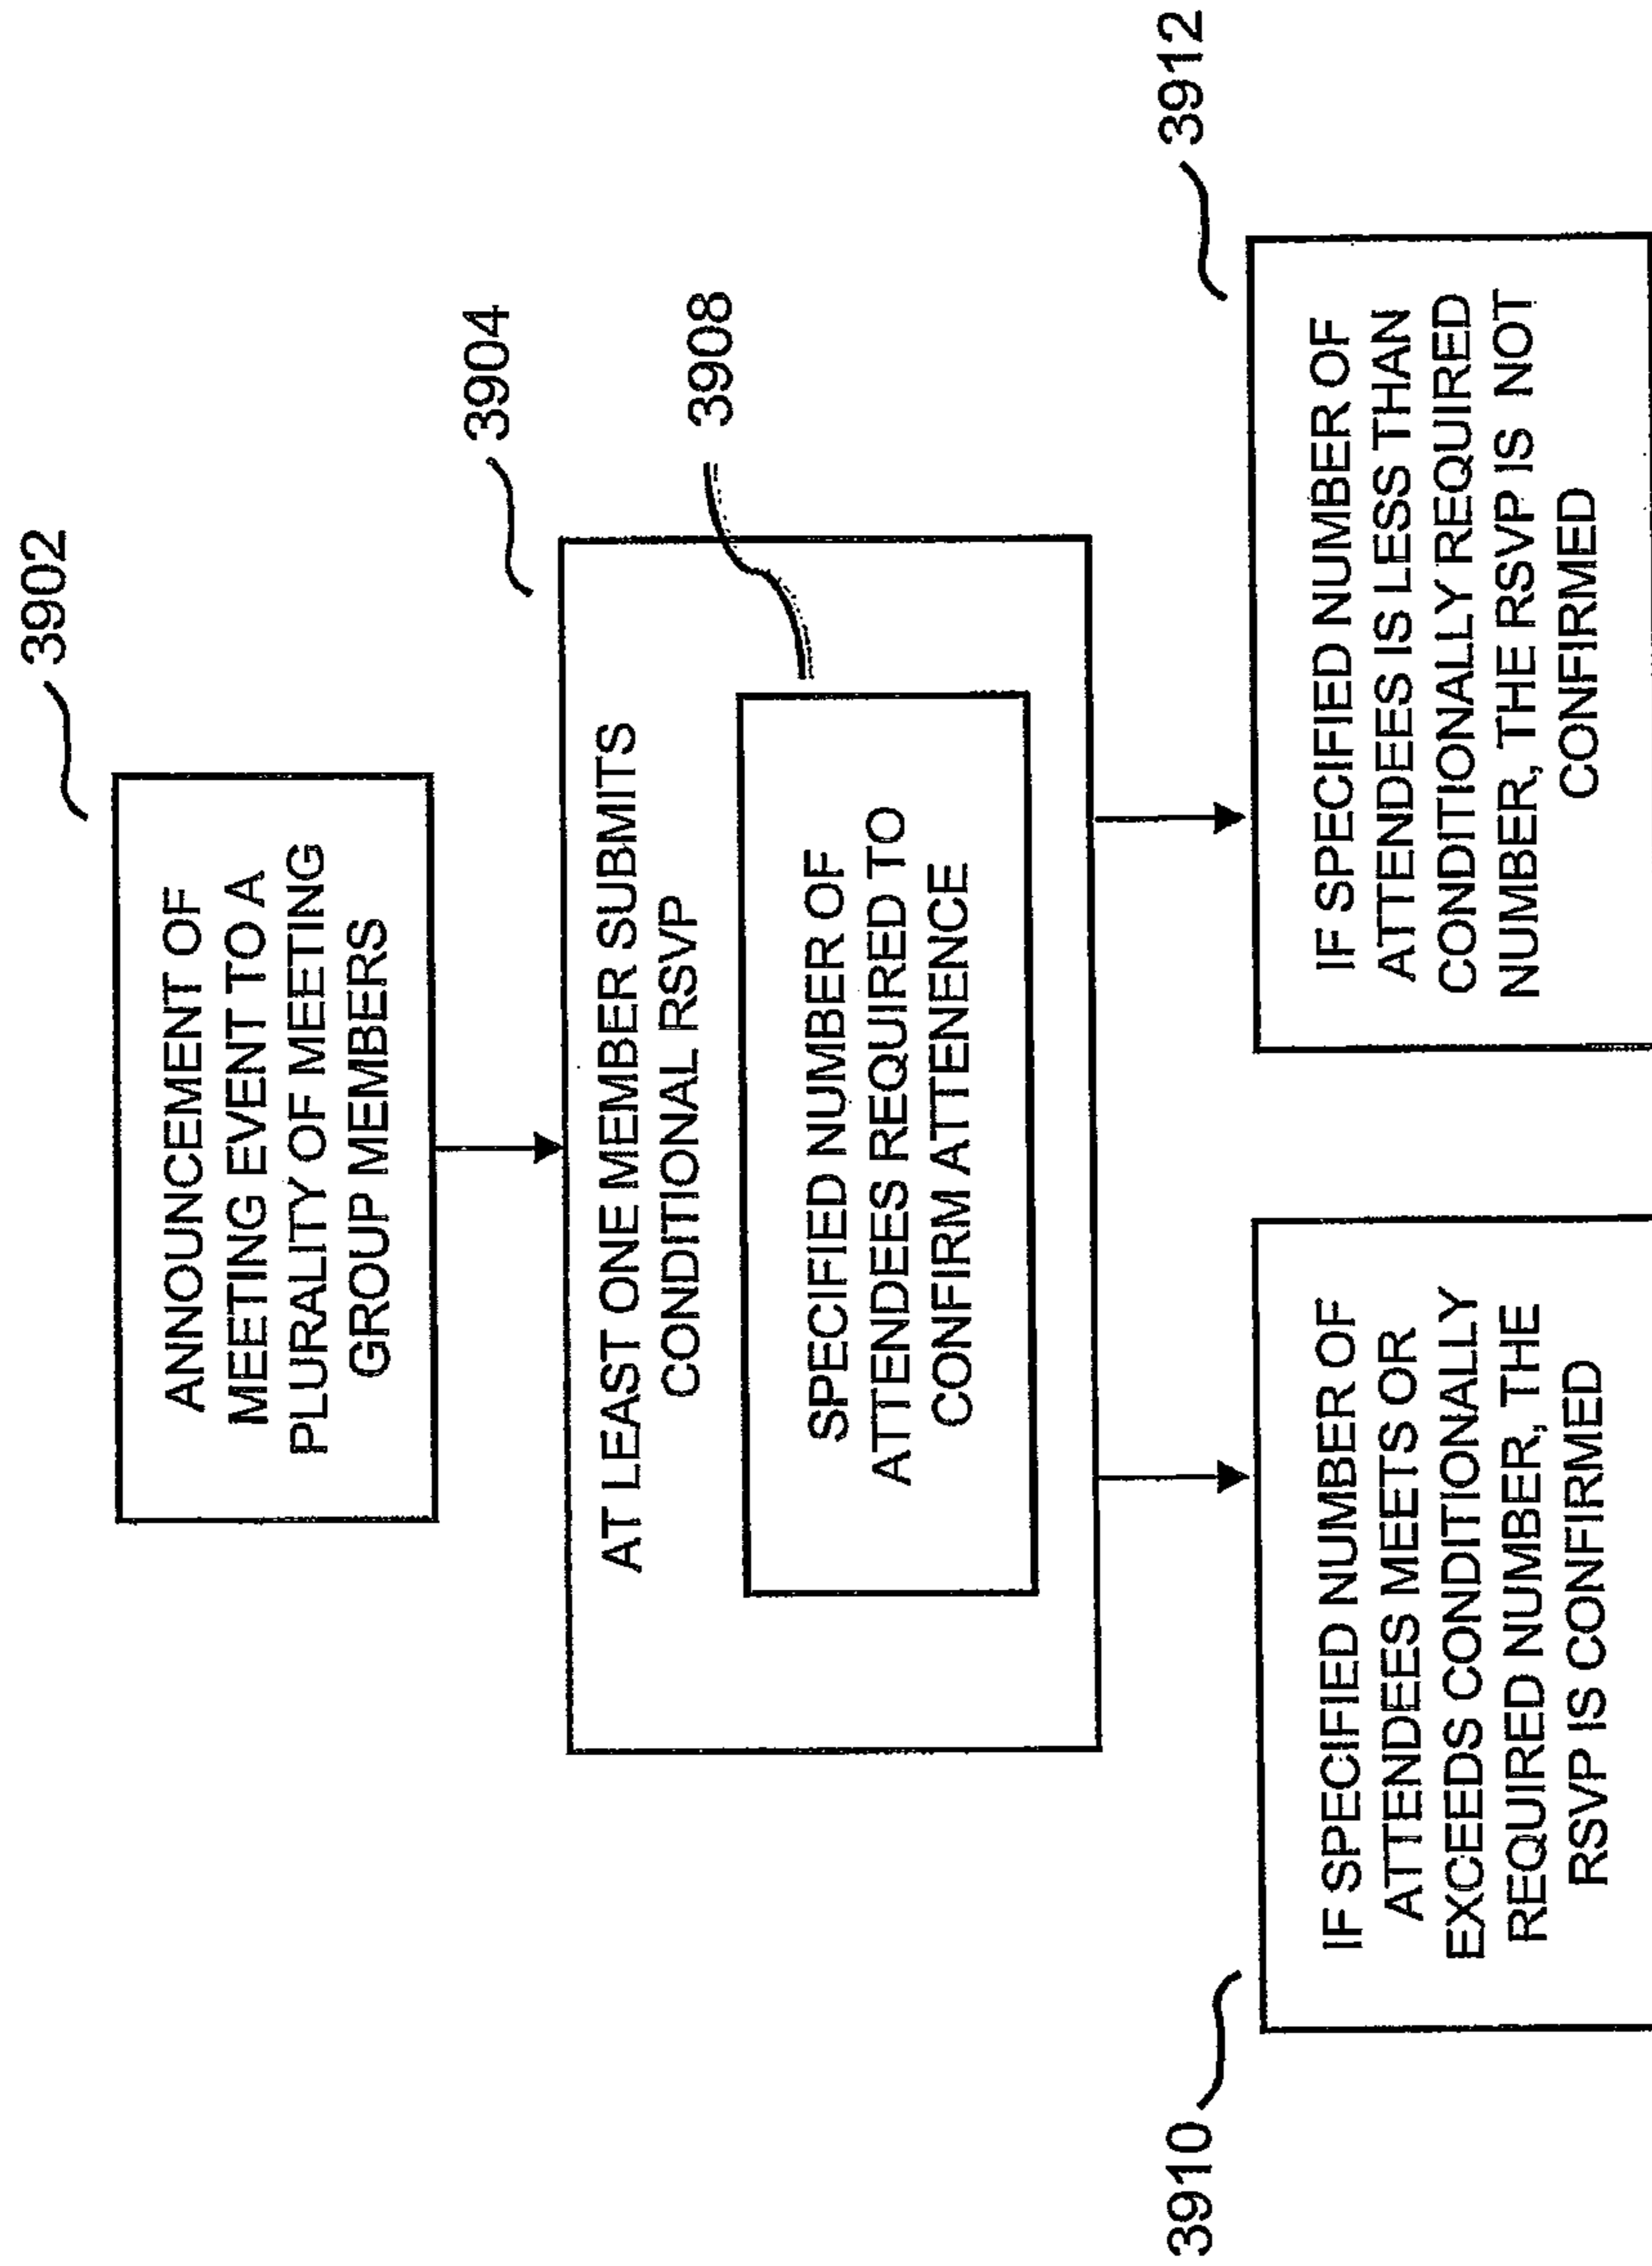 3902
ANNOUNCEMENT OF
MEETING EVENT TO A
PLURALITY OF MEETING
GROUP MEMBERS
3904
AT LEAST ONE MEMBER SUBMITS
CONDITIONAL RSVP
3908
SPECIFIED NUMBER OF
ATTENDEES REQUIRED TO
CONFIRM ATTENENCE
3910
IF SPECIFIED NUMBER OF
ATTENDEES MEETS OR
EXCEEDS CONDITIONALLY
REQUIRED NUMBER, THE
RSVP IS CONFIRMED
3912
IF SPECIFIED NUMBER OF
ATTENDEES IS LESS THAN
CONDITIONALLY REQUIRED
NUMBER, THE RSVP IS NOT
CONFIRMED